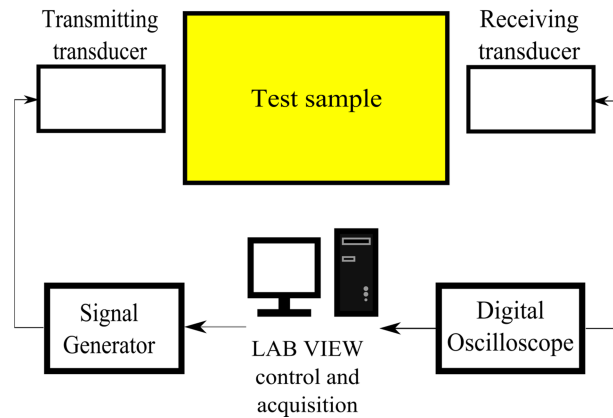 Transmitting
transducer
Test sample
Receiving
transducer
Signal
Generator
LAB VIEW
control and
acquisition
Digital
Oscilloscope